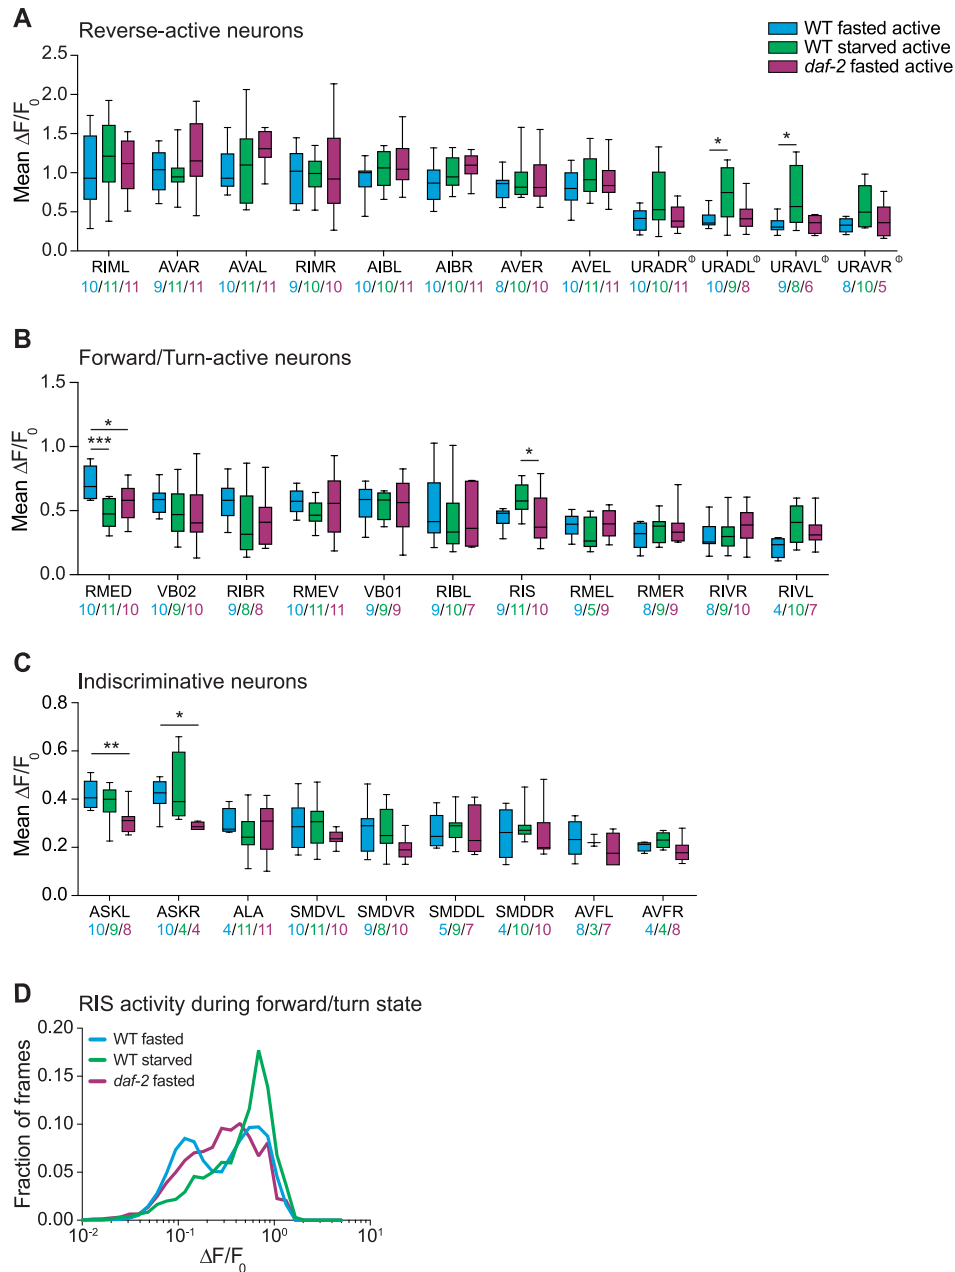 A
Reverse-active neurons
WT fasted active
WT starved active
daf-2 fasted active
Mean ΔF/F0
2.5
2.0
1.5
1.0
0.5
0.0
* *
RIML AVAR AVAL RIMR AIBL AIBR AVER AVEL URADRΦ URADLΦ URAVLΦ URAVRΦ
10/11/11 9/11/11 10/11/11 9/10/10 10/10/11 10/10/11 8/10/10 10/11/11 10/10/11 10/9/8 9/8/6 8/10/5
B
Forward/Turn-active neurons
Mean ΔF/F0
1.5
1.0
0.5
0.0
*
***
*
RMED VB02 RIBR RMEV VB01 RIBL RIS RMEL RMER RIVR RIVL
10/11/10 10/9/10 9/8/8 10/11/11 9/9/9 9/10/7 9/11/10 9/5/9 8/9/9 8/9/10 4/10/7
C
Indiscriminative neurons
Mean ΔF/F0
0.8
0.6
0.4
0.2
0.0
**
*
ASKL ASKR ALA SMDVL SMDVR SMDDL SMDDR AVFL AVFR
10/9/8 10/4/4 4/11/11 10/11/10 9/8/10 5/9/7 4/10/10 8/3/7 4/4/8
D
RIS activity during forward/turn state
WT fasted
WT starved
daf-2 fasted
Fraction of frames
0.20
0.15
0.10
0.05
0.00
10-2 10-1 100 101
ΔF/F0